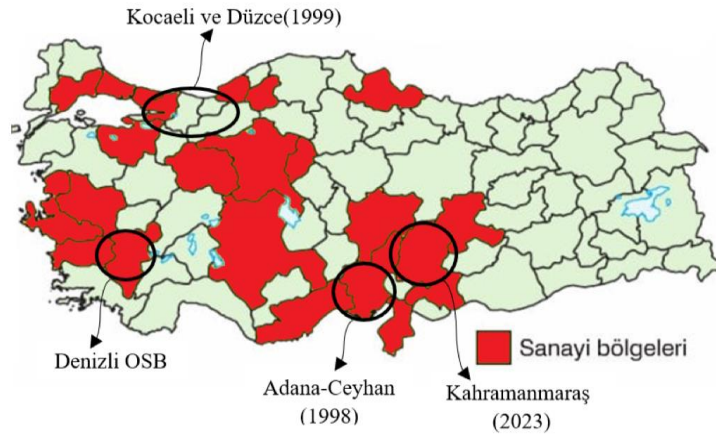 Kocaeli ve Düzce(1999)
Denizli OSB
Adana-Ceyhan
(1998)
Kahramanmaraş
(2023)
Sanayi bölgeleri